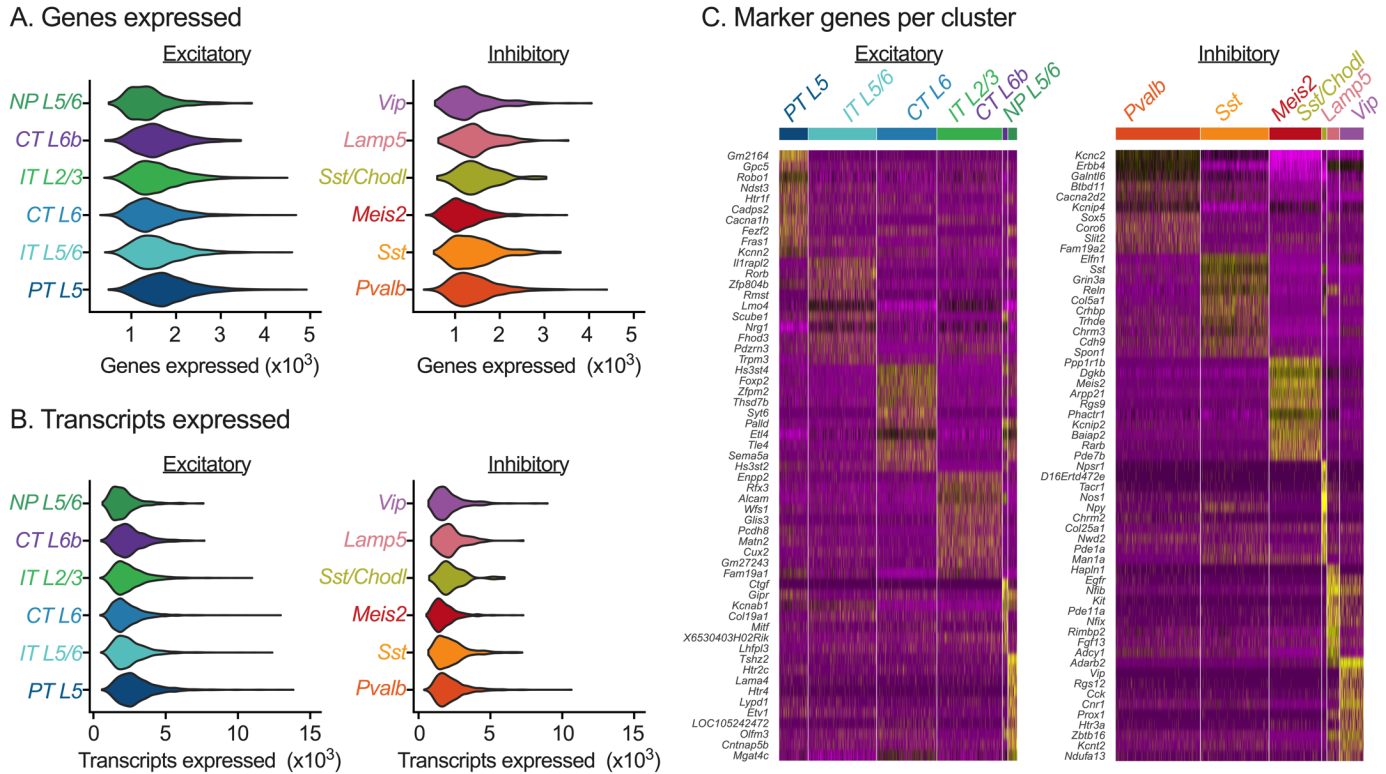 A. Genes expressed
Excitatory
NP L5/6
CT L6b
IT L2/3
CT L6
IT L5/6
PT L5
1 2 3 4 5
Genes expressed (x10³)
Inhibitory
Vip
Lamp5
Sst/Chodl
Meis2
Sst
Pvalb
1 2 3 4 5
Genes expressed (x10³)
B. Transcripts expressed
Excitatory
NP L5/6
CT L6b
IT L2/3
CT L6
IT L5/6
PT L5
0 5 10 15
Transcripts expressed (x10³)
Inhibitory
Vip
Lamp5
Sst/Chodl
Meis2
Sst
Pvalb
0 5 10 15
Transcripts expressed (x10³)
C. Marker genes per cluster
Excitatory
PT L5
IT L5/6
CT L6
IT L2/3
CT L6b
NP L5/6
Gm2164
Gpc5
Robo1
Ndst3
Htr1f
Cadps2
Cacna1h
Fezf2
Fras1
Kcnn2
Il1rapl2
Rorb
Zfp804b
Rmst
Lmo4
Scube1
Nrg1
Fhod3
Pdzrn3
Trpm3
Hs3st4
Foxp2
Zfpm2
Thsd7b
Syt6
Palld
Etl4
Tle4
Sema5a
Hs3st2
Enpp2
Rfx3
Alcam
Wfs1
Glis3
Pcdh8
Matn2
Cux2
Gm27243
Fam19a1
Ctgf
Gipr
Kcnab1
Col19a1
Mitf
X6530403H02Rik
Lhfpl3
Tshz2
Htr2c
Lama4
Htr4
Lypd1
Etv1
LOC105242472
Olfm3
Cntnap5b
Mgat4c
Inhibitory
Pvalb
Sst
Meis2
Sst/Chodl
Lamp5
Vip
Kcnc2
Erbb4
Galntl6
Btbd11
Cacna2d2
Kcnip4
Sox5
Coro6
Slit2
Fam19a2
Elfn1
Sst
Grin3a
Reln
Col5a1
Crhbp
Trhde
Chrm3
Cdh9
Spon1
Ppp1r1b
Dgkb
Meis2
Arpp21
Rgs9
Phactr1
Kcnip2
Baiap2
Rarb
Pde7b
Npsr1
D16Ertd472e
Tacr1
Nos1
Npy
Chrm2
Col25a1
Nwd2
Pde1a
Man1a
Hapln1
Egfr
Nfib
Kit
Pde11a
Nfix
Rimbp2
Fgf13
Adcy1
Adarb2
Vip
Rgs12
Cck
Cnr1
Prox1
Htr3a
Zbtb16
Kcnt2
Ndufa13